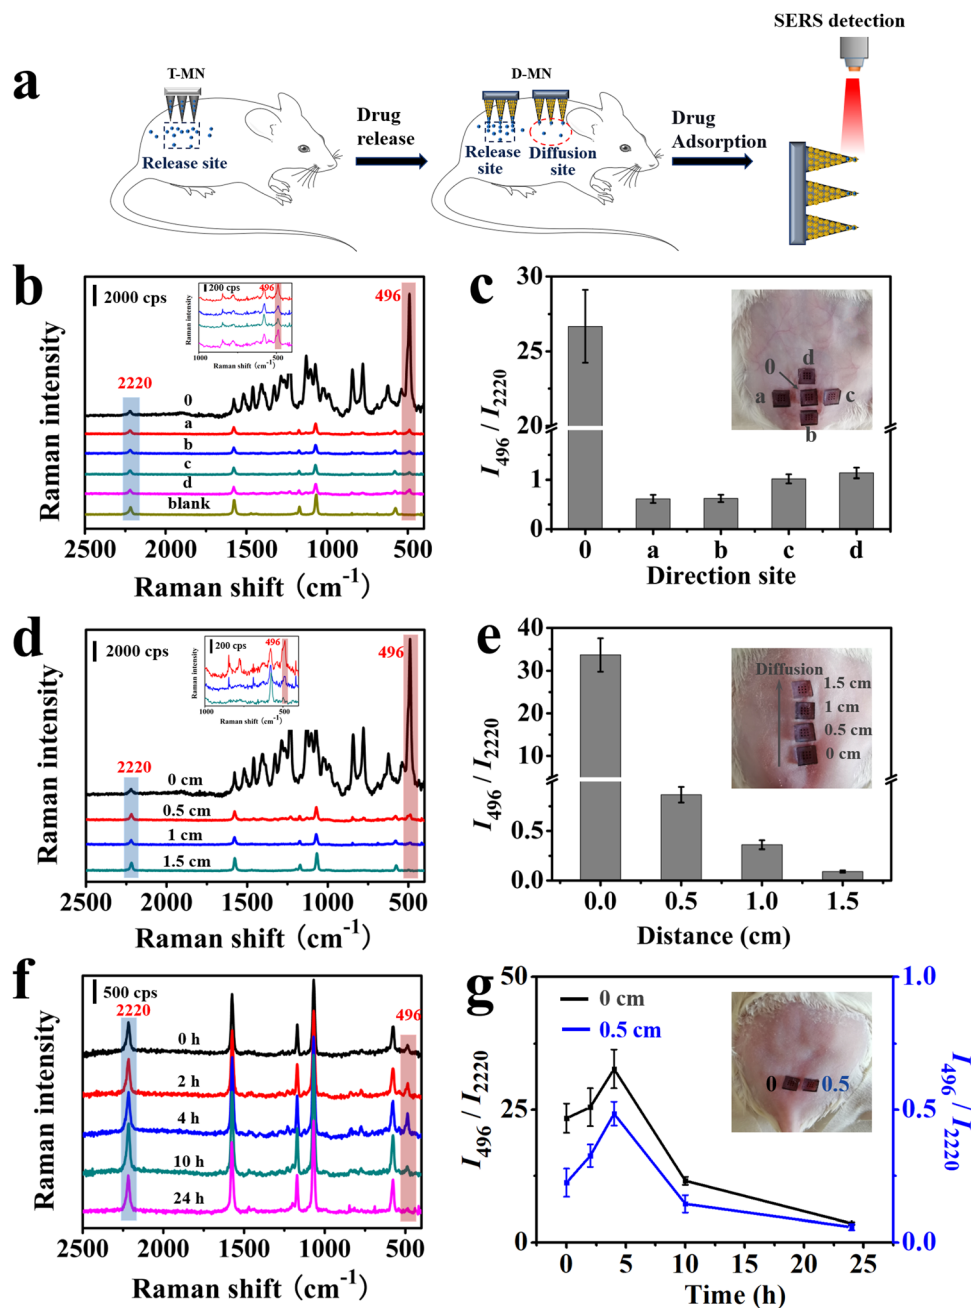 SERS detection
a
T-MN
D-MN
Drug
release
Drug
Adsorption
Release site
Release
site
Diffusion
site
b
2000 cps
496
200 cps
496
Raman intensity
1000
500
Raman shift (cm-1)
2220
0
a
b
c
d
blank
Raman intensity
2500
2000
1500
1000
500
Raman shift (cm-1)
c
30
25
20
1
0
I496 / I2220
0
a
b
c
d
Direction site
d
0
a
c
b
d
2000 cps
496
200 cps
496
Raman intensity
1000
500
Raman shift (cm-1)
2220
0 cm
0.5 cm
1 cm
1.5 cm
Raman intensity
2500
2000
1500
1000
500
Raman shift (cm-1)
e
40
30
20
10
0.5
0.0
I496 / I2220
0.0
0.5
1.0
1.5
Distance (cm)
Diffusion
1.5 cm
1 cm
0.5 cm
0 cm
f
500 cps
2220
496
0 h
2 h
4 h
10 h
24 h
Raman intensity
2500
2000
1500
1000
500
Raman shift (cm-1)
g
0 cm
0.5 cm
50
25
0
I496 / I2220
1.0
0.5
0.0
I496 / I2220
0
5
10
15
20
25
Time (h)
0
0.5